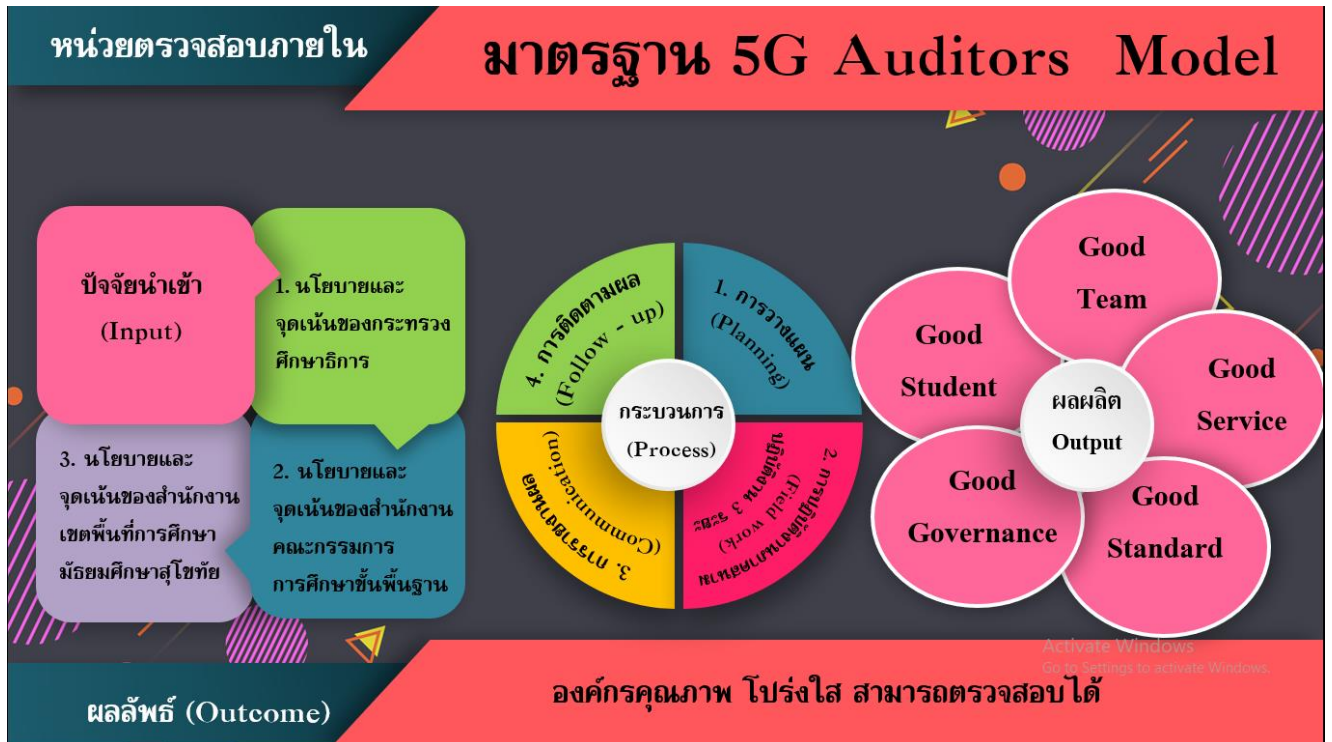 หน่วยตรวจสอบภายใน
มาตรฐาน 5G Auditors Model
ปัจจัยนำเข้า
(Input)
1. นโยบายและ
จุดเน้นของกระทรวง
ศึกษาธิการ
2. นโยบายและ
จุดเน้นของสำนักงาน
คณะกรรมการ
การศึกษาขั้นพื้นฐาน
3. นโยบายและ
จุดเน้นของสำนักงาน
เขตพื้นที่การศึกษา
มัธยมศึกษาสุโขทัย
กระบวนการ
(Process)
1. การวางแผน
(Planning)
2. การปฏิบัติงานภาคสนาม
(Field work)
ปฏิบัติงาน 3 ระยะ
3. การรายงานผล
(Communication)
4. การติดตามผล
(Follow - up)
ผลผลิต
Output
Good
Team
Good
Service
Good
Standard
Good
Governance
Good
Student
Activate Windows
Go to Settings to activate Windows.
ผลลัพธ์ (Outcome)
องค์กรคุณภาพ โปร่งใส สามารถตรวจสอบได้